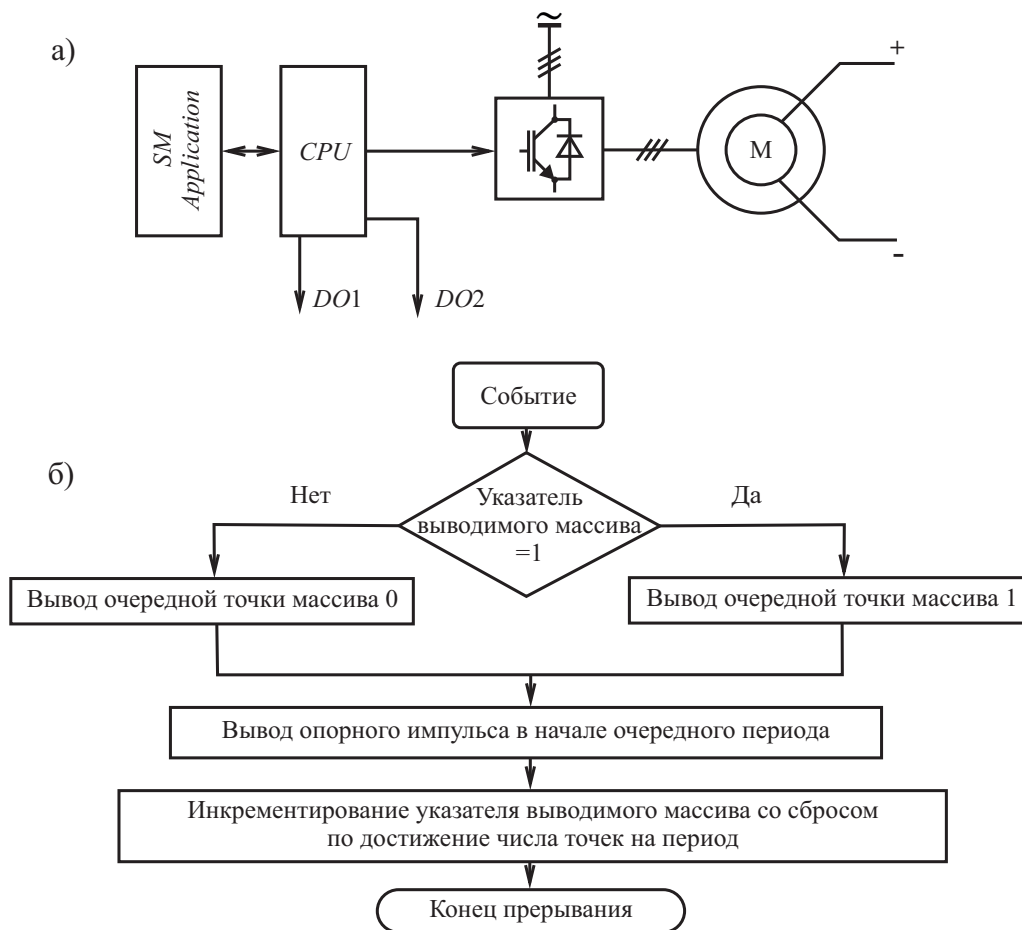 а)
SM
Application
CPU
M
+
-
DO1
DO2
б)
Событие
Указатель
выводимого массива
=1
Нет
Да
Вывод очередной точки массива 0
Вывод очередной точки массива 1
Вывод опорного импульса в начале очередного периода
Инкрементирование указателя выводимого массива со сбросом
по достижение числа точек на период
Конец прерывания